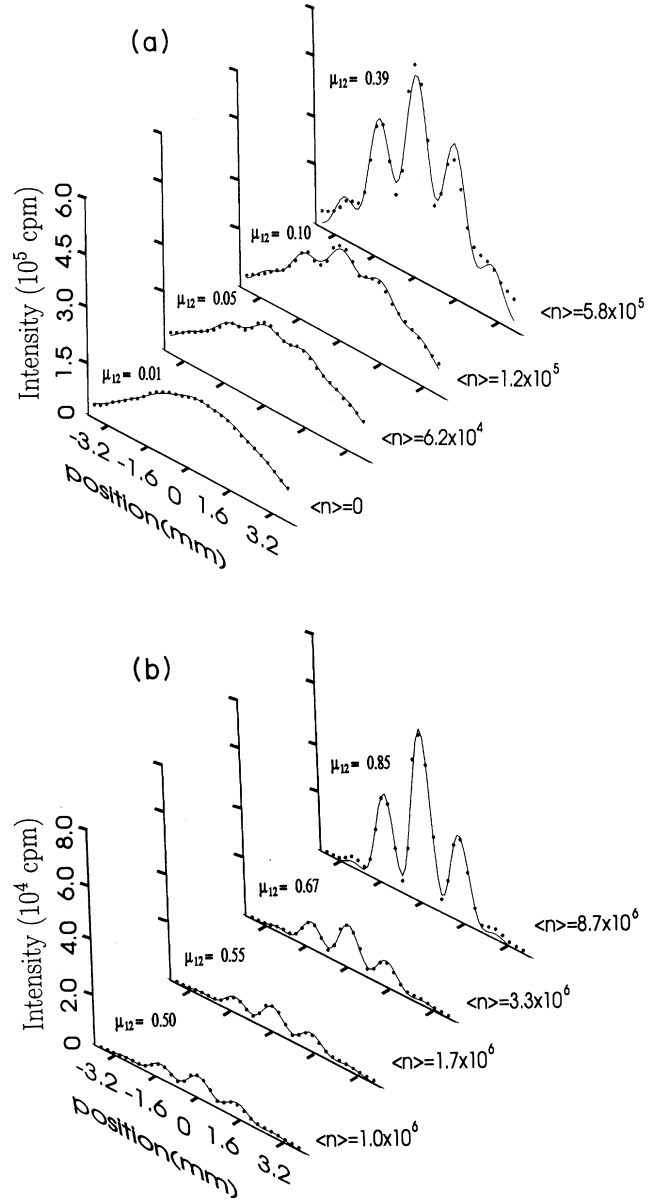 (a)
μ12= 0.39
μ12= 0.10
μ12= 0.05
μ12= 0.01
Intensity (10^5 cpm)
6.0
4.5
3.0
1.5
0
-3.2 -1.6 0 1.6 3.2
position(mm)
<n>=5.8x10^5
<n>=1.2x10^5
<n>=6.2x10^4
<n>=0
(b)
μ12= 0.85
μ12= 0.67
μ12= 0.55
μ12= 0.50
Intensity (10^4 cpm)
8.0
6.0
4.0
2.0
0
-3.2 -1.6 0 1.6 3.2
position(mm)
<n>=8.7x10^6
<n>=3.3x10^6
<n>=1.7x10^6
<n>=1.0x10^6